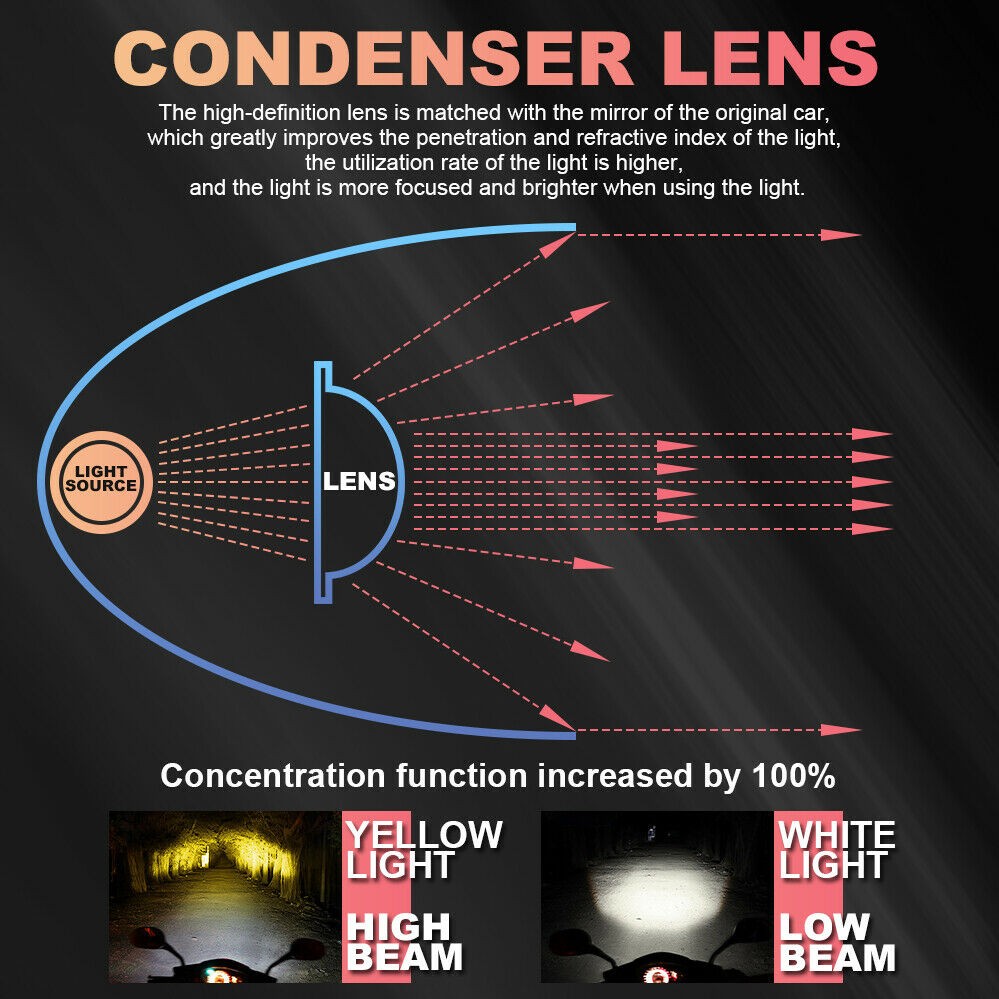 CONDENSER LENS
The high-definition lens is matched with the mirror of the original car,
which greatly improves the penetration and refractive index of the light,
the utilization rate of the light is higher,
and the light is more focused and brighter when using the light.
LIGHT
SOURCE
LENS
Concentration function increased by 100%
YELLOW
LIGHT
HIGH
BEAM
WHITE
LIGHT
LOW
BEAM